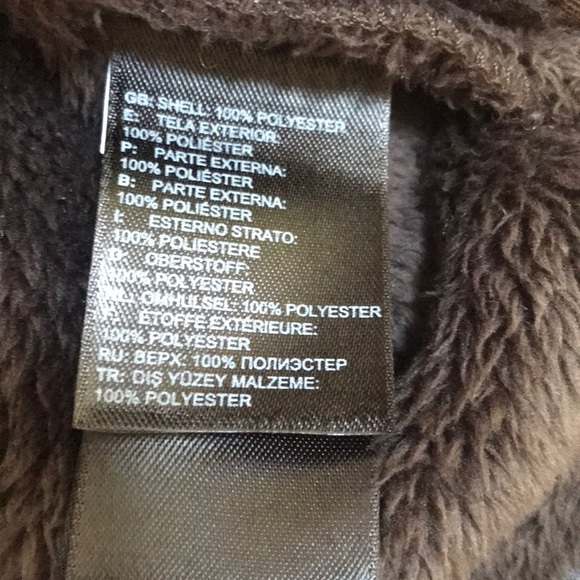 GB: SHELL: 100% POLYESTER
E: TELA EXTERIOR:
100% POLIÉSTER
P: PARTE EXTERNA:
100% POLIÉSTER
B: PARTE EXTERNA:
100% POLIÉSTER
I: ESTERNO STRATO:
100% POLIESTERE
D: OBERSTOFF:
100% POLYESTER
NL: OMHULSEL: 100% POLYESTER
ÉTOFFE EXTÉRIEURE:
100% POLYESTER
RU: ВЕРХ: 100% ПОЛИЭСТЕР
TR: DIŞ YÜZEY MALZEME:
100% POLYESTER